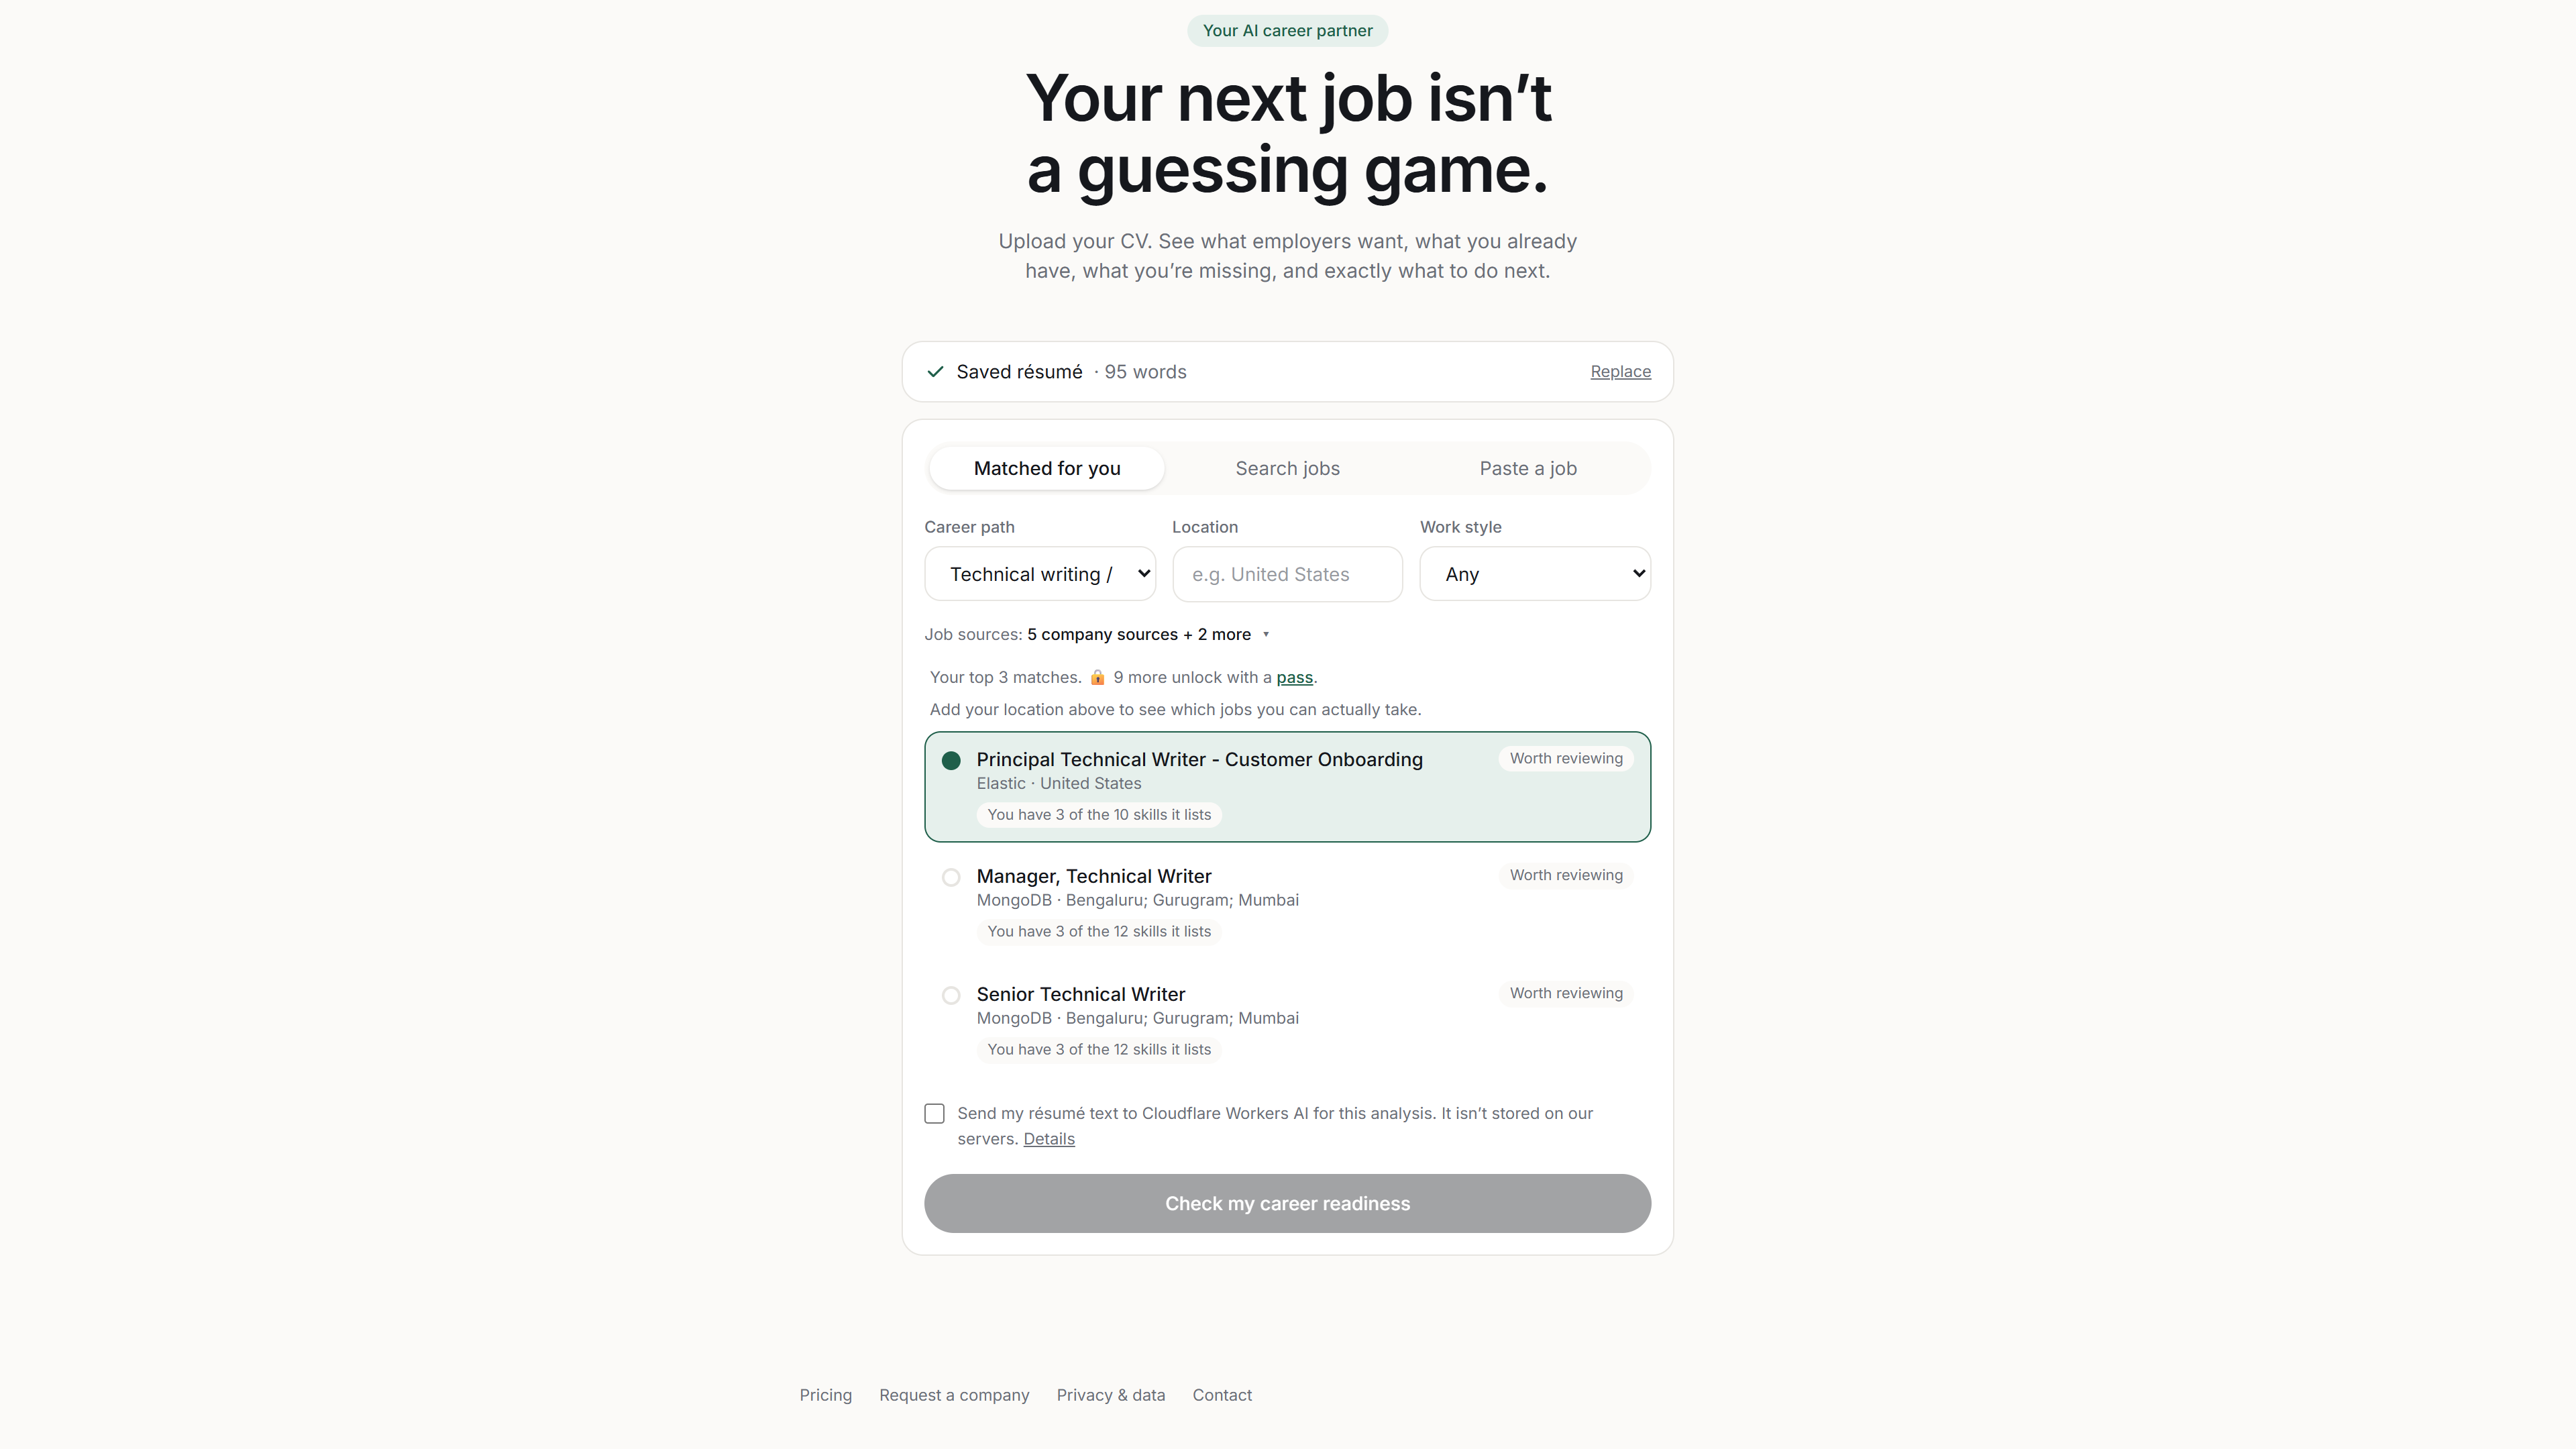 Your AI career partner
Your next job isn’t
a guessing game.
Upload your CV. See what employers want, what you already
have, what you’re missing, and exactly what to do next.
Saved résumé · 95 words
Replace
Matched for you
Search jobs
Paste a job
Career path
Location
Work style
Technical writing /
e.g. United States
Any
Job sources: 5 company sources + 2 more
Your top 3 matches. 🔒 9 more unlock with a pass.
Add your location above to see which jobs you can actually take.
Principal Technical Writer - Customer Onboarding
Worth reviewing
Elastic · United States
You have 3 of the 10 skills it lists
Manager, Technical Writer
Worth reviewing
MongoDB · Bengaluru; Gurugram; Mumbai
You have 3 of the 12 skills it lists
Senior Technical Writer
Worth reviewing
MongoDB · Bengaluru; Gurugram; Mumbai
You have 3 of the 12 skills it lists
Send my résumé text to Cloudflare Workers AI for this analysis. It isn’t stored on our
servers. Details
Check my career readiness
Pricing
Request a company
Privacy & data
Contact